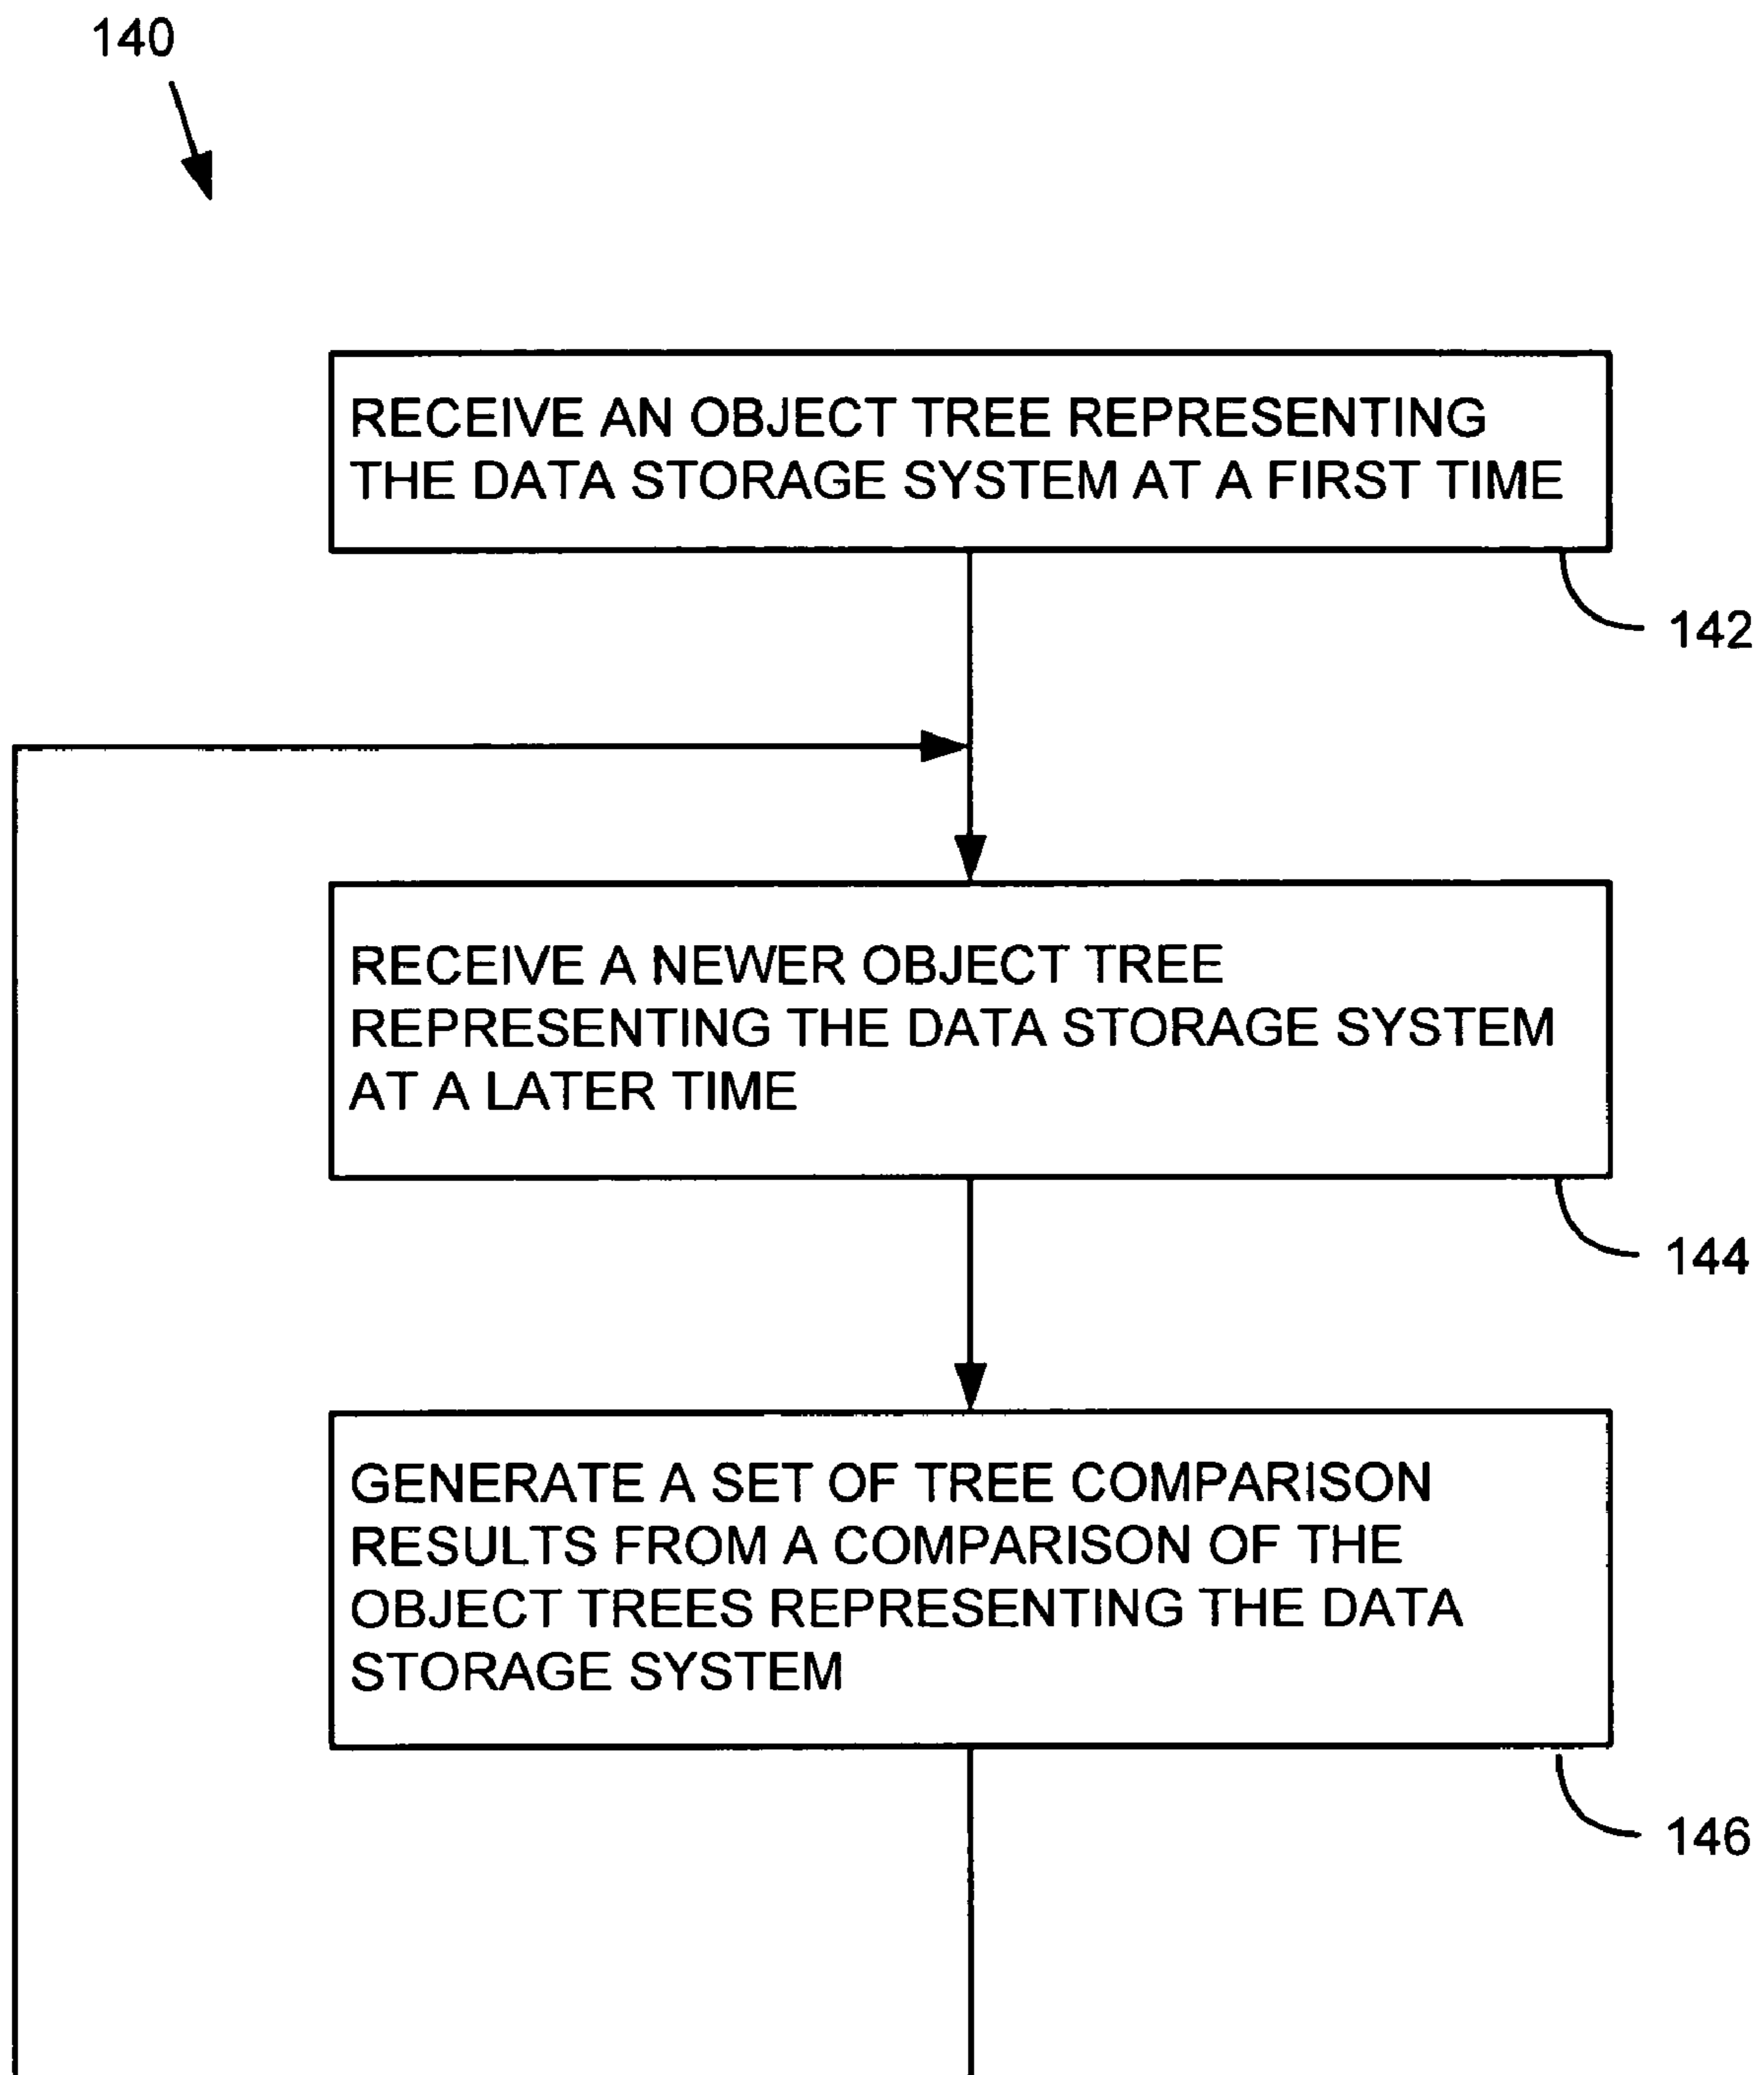 140
RECEIVE AN OBJECT TREE REPRESENTING
THE DATA STORAGE SYSTEM AT A FIRST TIME
142
RECEIVE A NEWER OBJECT TREE
REPRESENTING THE DATA STORAGE SYSTEM
AT A LATER TIME
144
GENERATE A SET OF TREE COMPARISON
RESULTS FROM A COMPARISON OF THE
OBJECT TREES REPRESENTING THE DATA
STORAGE SYSTEM
146